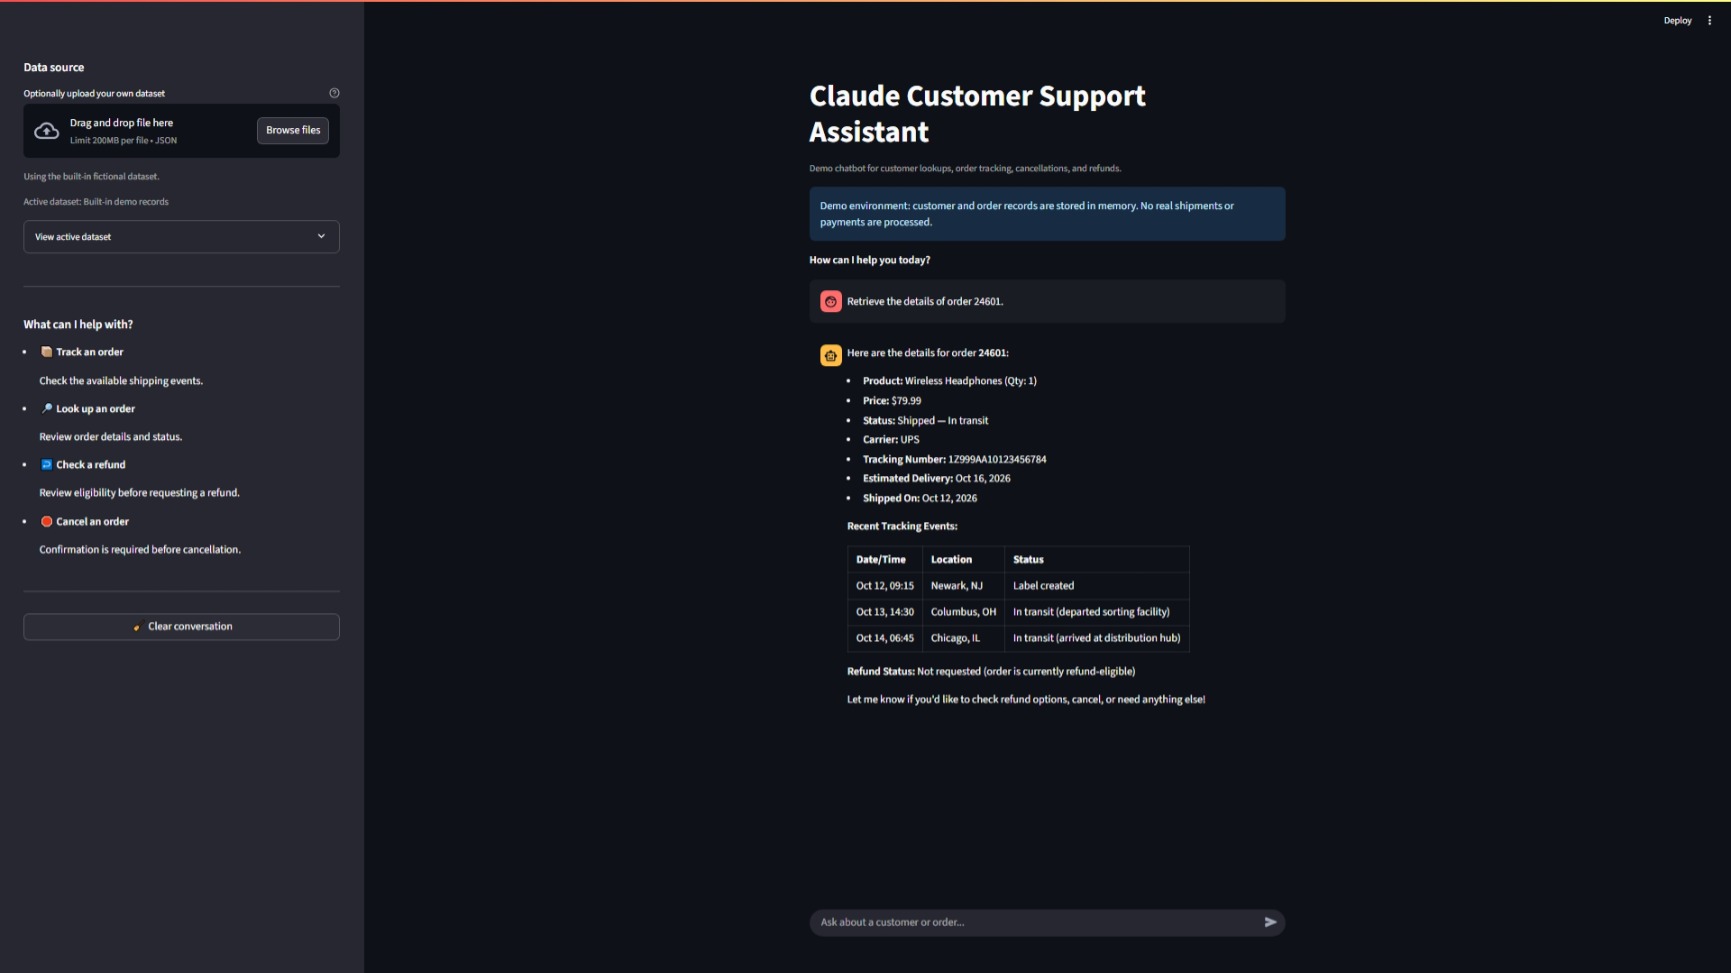 Deploy
Data source
Optionally upload your own dataset
Drag and drop file here
Limit 200MB per file • JSON
Browse files
Using the built-in fictional dataset.
Active dataset: Built-in demo records
View active dataset
What can I help with?
Track an order
Check the available shipping events.
Look up an order
Review order details and status.
Check a refund
Review eligibility before requesting a refund.
Cancel an order
Confirmation is required before cancellation.
Clear conversation
Claude Customer Support
Assistant
Demo chatbot for customer lookups, order tracking, cancellations, and refunds.
Demo environment: customer and order records are stored in memory. No real shipments or
payments are processed.
How can I help you today?
Retrieve the details of order 24601.
Here are the details for order 24601:
Product: Wireless Headphones (Qty: 1)
Price: $79.99
Status: Shipped — In transit
Carrier: UPS
Tracking Number: 1Z999AA10123456784
Estimated Delivery: Oct 16, 2026
Shipped On: Oct 12, 2026
Recent Tracking Events:
Date/Time Location Status
Oct 12, 09:15 Newark, NJ Label created
Oct 13, 14:30 Columbus, OH In transit (departed sorting facility)
Oct 14, 06:45 Chicago, IL In transit (arrived at distribution hub)
Refund Status: Not requested (order is currently refund-eligible)
Let me know if you'd like to check refund options, cancel, or need anything else!
Ask about a customer or order...